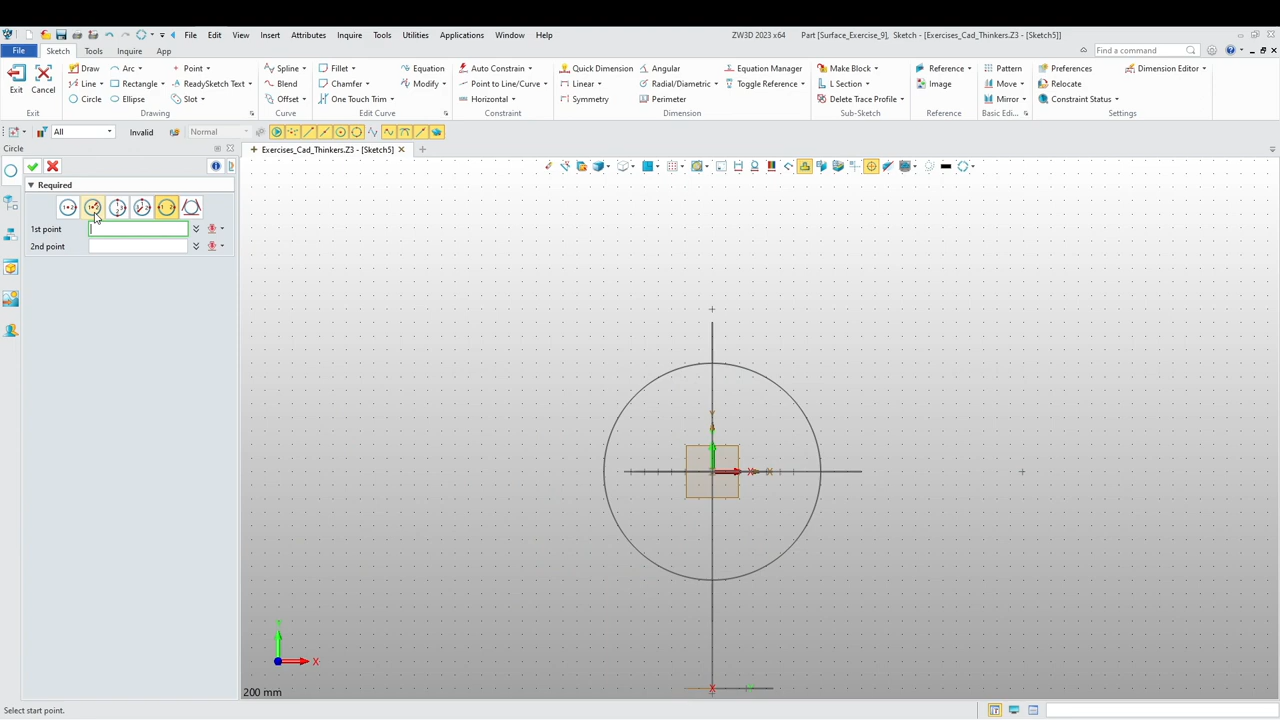 File Edit View Insert Attributes Inquire Tools Utilities Applications Window Help ZW3D 2023 x64 Part [Surface_Exercise_9], Sketch - [Exercises_Cad_Thinkers.Z3 - [Sketch5]]
File Sketch Tools Inquire App Find a command
Draw Arc Point Spline Fillet Equation Auto Constrain Quick Dimension Angular Equation Manager Make Block Reference Pattern Preferences Dimension Editor
Exit Cancel Line Rectangle ReadySketch Text Blend Chamfer Modify Point to Line/Curve Linear Radial/Diametric Toggle Reference L Section Image Move Relocate
Circle Ellipse Slot Offset One Touch Trim Horizontal Symmetry Perimeter Delete Trace Profile Mirror Constraint Status
Exit Drawing Curve Edit Curve Constraint Dimension Sub-Sketch Reference Basic Edi... Settings
All Invalid Normal
Circle Exercises_Cad_Thinkers.Z3 - [Sketch5]
Required
1st point
2nd point
Y
X X
Y
X
X Y
200 mm
Select start point.